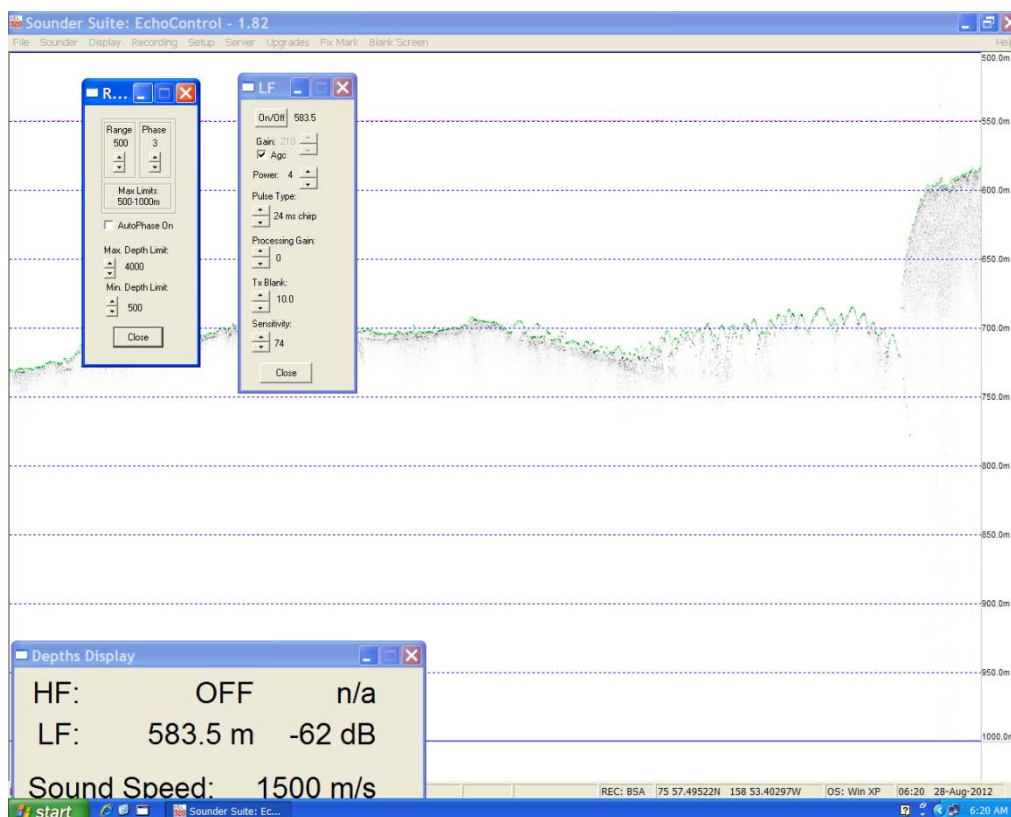 Sounder Suite: EchoControl - 1.82
File Sounder Display Recording Setup Server Upgrades Fix Mark Blank Screen
500.0m
550.0m
600.0m
650.0m
700.0m
750.0m
800.0m
850.0m
900.0m
950.0m
R...
Range Phase
500 3
Max Limits
500-1000m
AutoPhase On
Max. Depth Limit:
4000
Min. Depth Limit:
500
Close
LF
On/Off 583.5
Gain: 210
Agc
Power: 4
Pulse Type:
24 ms chirp
Processing Gain:
0
Tx Blank:
10.0
Sensitivity:
74
Close
Depths Display
HF: OFF n/a
LF: 583.5 m -62 dB
Sound Speed: 1500 m/s
REC: BSA 75 57.49522N 158 53.40297W OS: Win XP 06:20 28-Aug-2012
start Sounder Suite: Ec... 6:20 AM